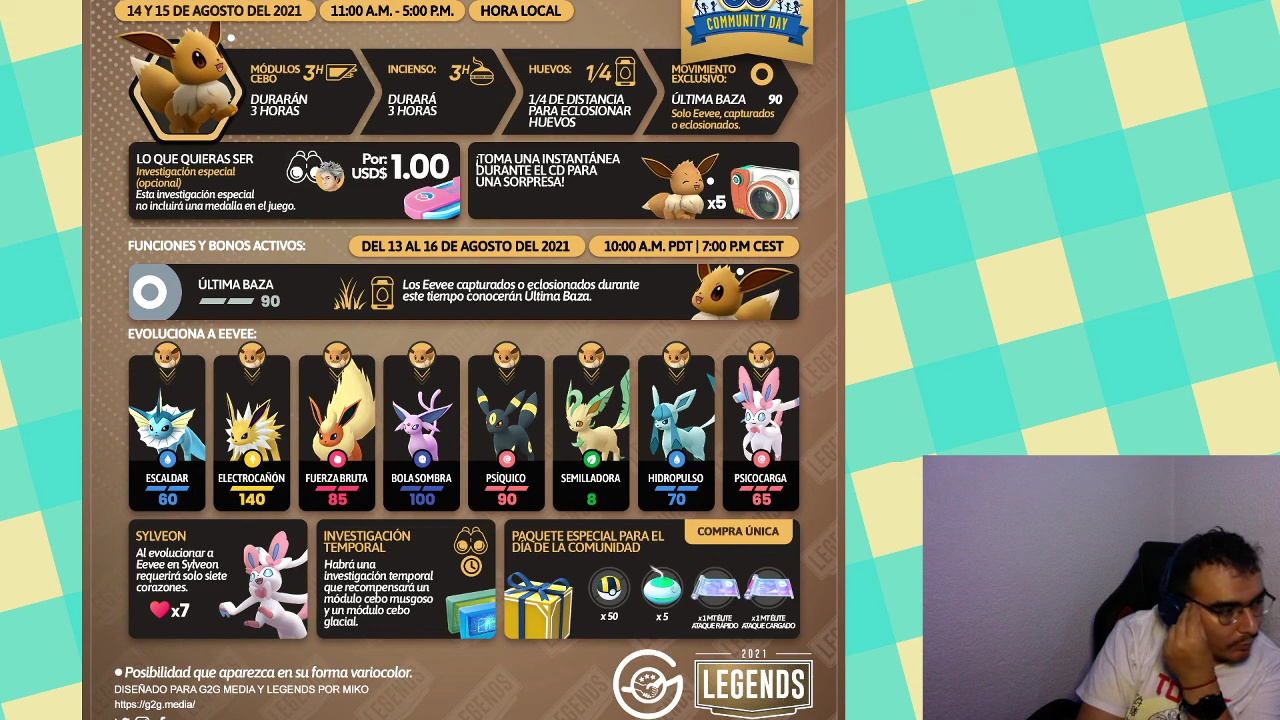 14 Y 15 DE AGOSTO DEL 2021
11:00 A.M. - 5:00 P.M.
HORA LOCAL
COMMUNITY DAY
MÓDULOS
CEBO
3H
DURARÁN
3 HORAS
INCIENSO:
3H
DURARÁ
3 HORAS
HUEVOS:
1/4
1/4 DE DISTANCIA
PARA ECLOSIONAR
HUEVOS
MOVIMIENTO
EXCLUSIVO:
ÚLTIMA BAZA 90
Solo Eevee, capturados
o eclosionados.
LO QUE QUIERAS SER
Investigación especial
(opcional)
Esta investigación especial
no incluirá una medalla en el juego.
Por:
USD$ 1.00
¡TOMA UNA INSTANTÁNEA
DURANTE EL CD PARA
UNA SORPRESA!
x5
FUNCIONES Y BONOS ACTIVOS:
DEL 13 AL 16 DE AGOSTO DEL 2021
10:00 A.M. PDT | 7:00 P.M CEST
ÚLTIMA BAZA
90
Los Eevee capturados o eclosionados durante
este tiempo conocerán Última Baza.
EVOLUCIONA A EEVEE:
ESCALDAR
60
ELECTROCAÑÓN
140
FUERZA BRUTA
85
BOLA SOMBRA
100
PSÍQUICO
90
SEMILLADORA
8
HIDROPULSO
70
PSICOCARGA
65
SYLVEON
Al evolucionar a
Eevee en Sylveon
requerirá solo siete
corazones.
x7
INVESTIGACIÓN
TEMPORAL
Habrá una
investigación temporal
que recompensará un
módulo cebo musgoso
y un módulo cebo
glacial.
PAQUETE ESPECIAL PARA EL
DÍA DE LA COMUNIDAD
COMPRA ÚNICA
x 50
x 5
x 1 MT ÉLITE
ATAQUE RÁPIDO
x 1 MT ÉLITE
ATAQUE CARGADO
Posibilidad que aparezca en su forma variocolor.
DISEÑADO PARA G2G MEDIA Y LEGENDS POR MIKO
https://g2g.media/
2021
LEGENDS